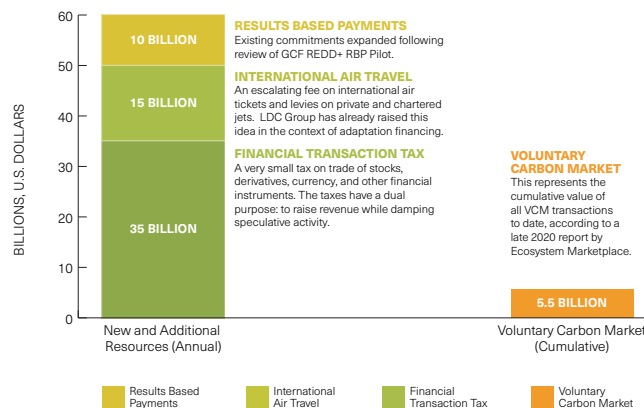 BILLIONS, U.S. DOLLARS
60
50
40
30
20
10
0
10 BILLION
15 BILLION
35 BILLION
RESULTS BASED PAYMENTS
Existing commitments expanded following
review of GCF REDD+ RBP Pilot.
INTERNATIONAL AIR TRAVEL
An escalating fee on international air
tickets and levies on private and chartered
jets. LDC Group has already raised this
idea in the context of adaptation financing.
FINANCIAL TRANSACTION TAX
A very small tax on trade of stocks,
derivatives, currency, and other financial
instruments. The taxes have a dual
purpose: to raise revenue while damping
speculative activity.
VOLUNTARY
CARBON MARKET
This represents the
cumulative value of
all VCM transactions
to date, according to a
late 2020 report by
Ecosystem Marketplace.
5.5 BILLION
New and Additional
Resources (Annual)
Voluntary Carbon Market
(Cumulative)
Results Based
Payments
International
Air Travel
Financial
Transaction Tax
Voluntary
Carbon Market